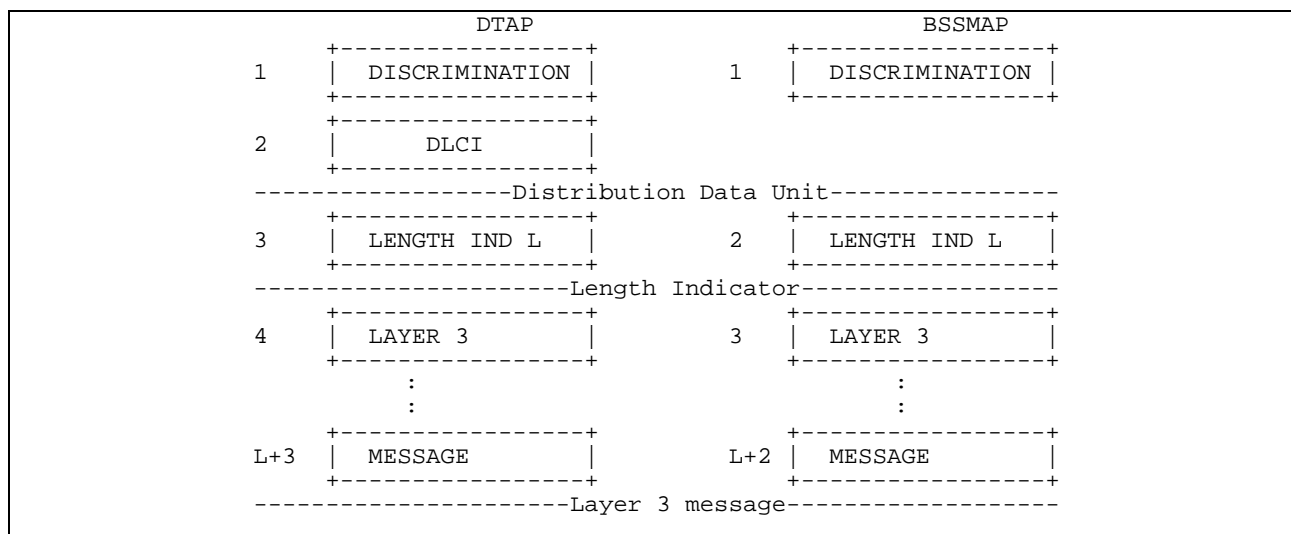 DTAP BSSMAP
+-----------------+ +-----------------+
1 | DISCRIMINATION | 1 | DISCRIMINATION |
+-----------------+ +-----------------+
+-----------------+
2 | DLCI |
+-----------------+
------------------Distribution Data Unit----------------
+-----------------+ +-----------------+
3 | LENGTH IND L | 2 | LENGTH IND L |
+-----------------+ +-----------------+
----------------------Length Indicator------------------
+-----------------+ +-----------------+
4 | LAYER 3 | 3 | LAYER 3 |
+-----------------+ +-----------------+
: :
: :
+-----------------+ +-----------------+
L+3 | MESSAGE | L+2 | MESSAGE |
+-----------------+ +-----------------+
----------------------Layer 3 message-------------------